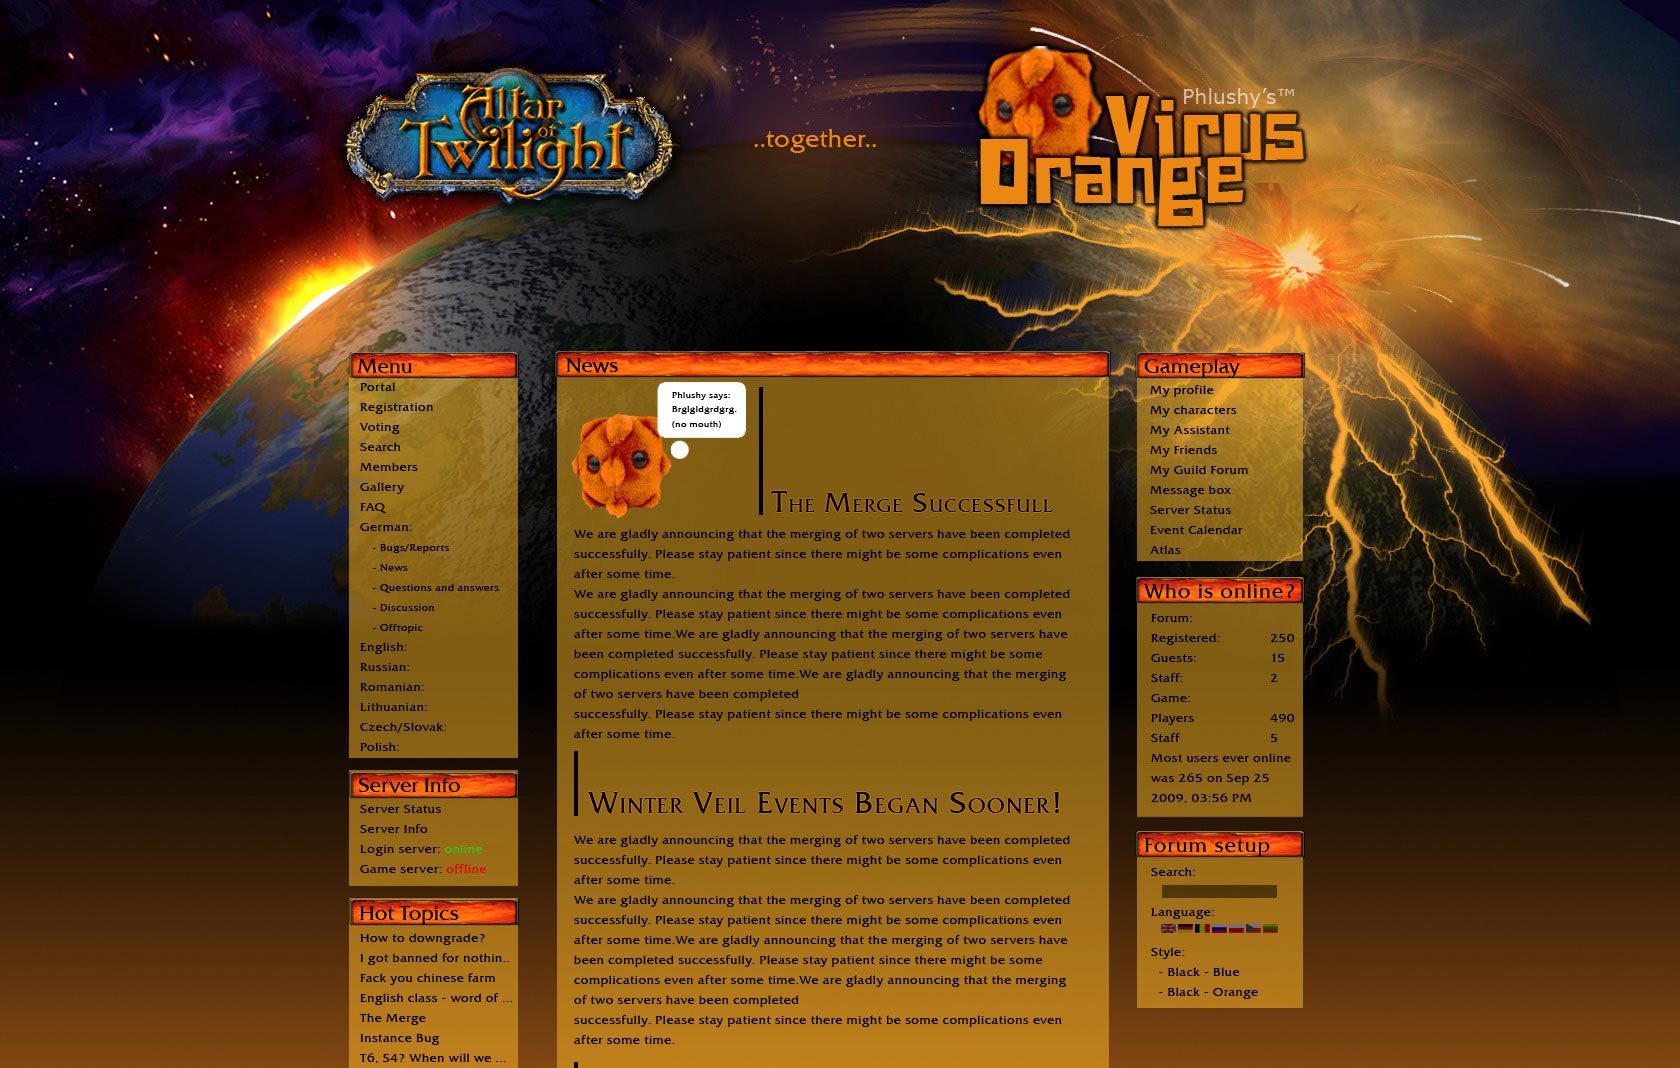 Altar
of
Twilight
..together..
Phlushy's™
Virus
Orange
Menu
Portal
Registration
Voting
Search
Members
Gallery
FAQ
German:
- Bugs/Reports
- News
- Questions and answers
- Discussion
- Offtopic
English:
Russian:
Romanian:
Lithuanian:
Czech/Slovak:
Polish:
Server Info
Server Status
Server Info
Login server: online
Game server: offline
Hot Topics
How to downgrade?
I got banned for nothin..
Fack you chinese farm
English class - word of ...
The Merge
Instance Bug
T6, S4? When will we ...
News
Phlushy says:
Brglgldgrdgrg.
(no mouth)
The Merge Successfull
We are gladly announcing that the merging of two servers have been completed
successfully. Please stay patient since there might be some complications even
after some time.
We are gladly announcing that the merging of two servers have been completed
successfully. Please stay patient since there might be some complications even
after some time.We are gladly announcing that the merging of two servers have
been completed successfully. Please stay patient since there might be some
complications even after some time.We are gladly announcing that the merging
of two servers have been completed
successfully. Please stay patient since there might be some complications even
after some time.
Winter Veil Events Began Sooner!
We are gladly announcing that the merging of two servers have been completed
successfully. Please stay patient since there might be some complications even
after some time.
We are gladly announcing that the merging of two servers have been completed
successfully. Please stay patient since there might be some complications even
after some time.We are gladly announcing that the merging of two servers have
been completed successfully. Please stay patient since there might be some
complications even after some time.We are gladly announcing that the merging
of two servers have been completed
successfully. Please stay patient since there might be some complications even
after some time.
Gameplay
My profile
My characters
My Assistant
My Friends
My Guild Forum
Message box
Server Status
Event Calendar
Atlas
Who is online?
Forum:
Registered: 250
Guests: 15
Staff: 2
Game:
Players 490
Staff 5
Most users ever online
was 265 on Sep 25
2009, 03:56 PM
Forum setup
Search:
Language:
Style:
- Black - Blue
- Black - Orange